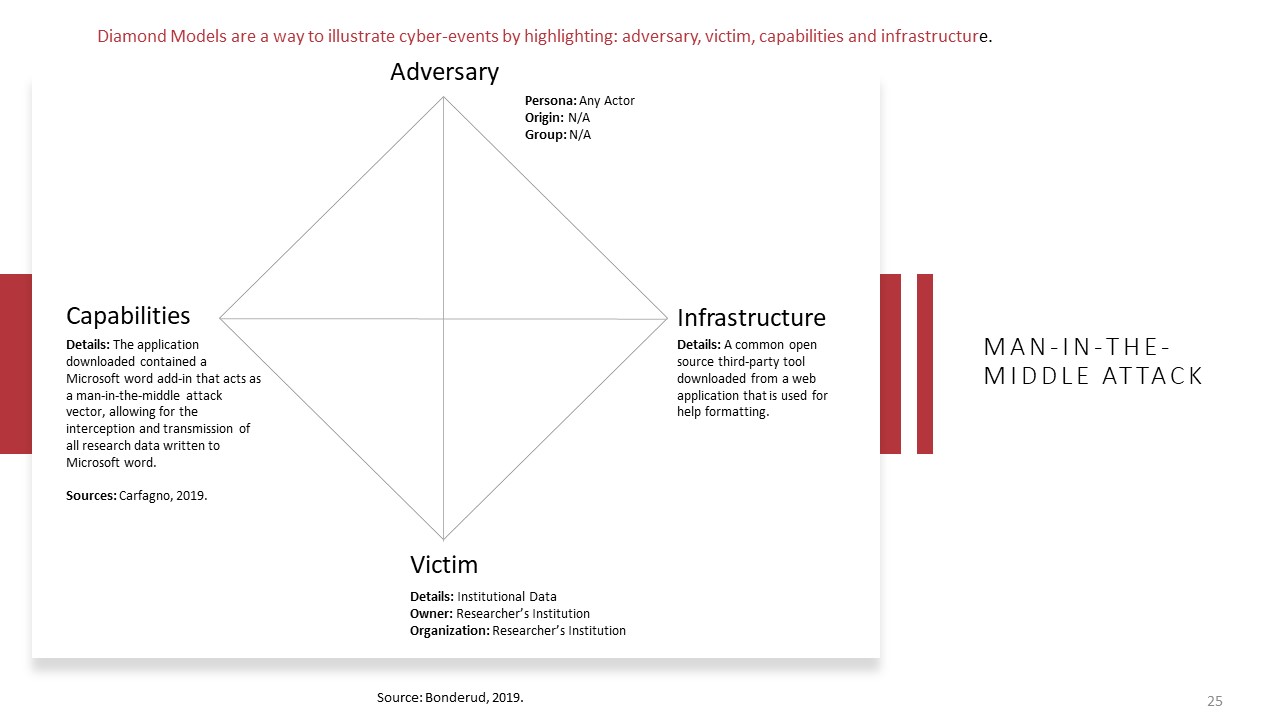 Diamond Models are a way to illustrate cyber-events by highlighting: adversary, victim, capabilities and infrastructure.
Adversary
Persona: Any Actor
Origin: N/A
Group: N/A
Capabilities
Details: The application
downloaded contained a
Microsoft word add-in that acts as
a man-in-the-middle attack
vector, allowing for the
interception and transmission of
all research data written to
Microsoft word.
Sources: Carfagno, 2019.
Infrastructure
Details: A common open
source third-party tool
downloaded from a web
application that is used for
help formatting.
MAN-IN-THE-
MIDDLE ATTACK
Victim
Details: Institutional Data
Owner: Researcher’s Institution
Organization: Researcher’s Institution
Source: Bonderud, 2019.
25